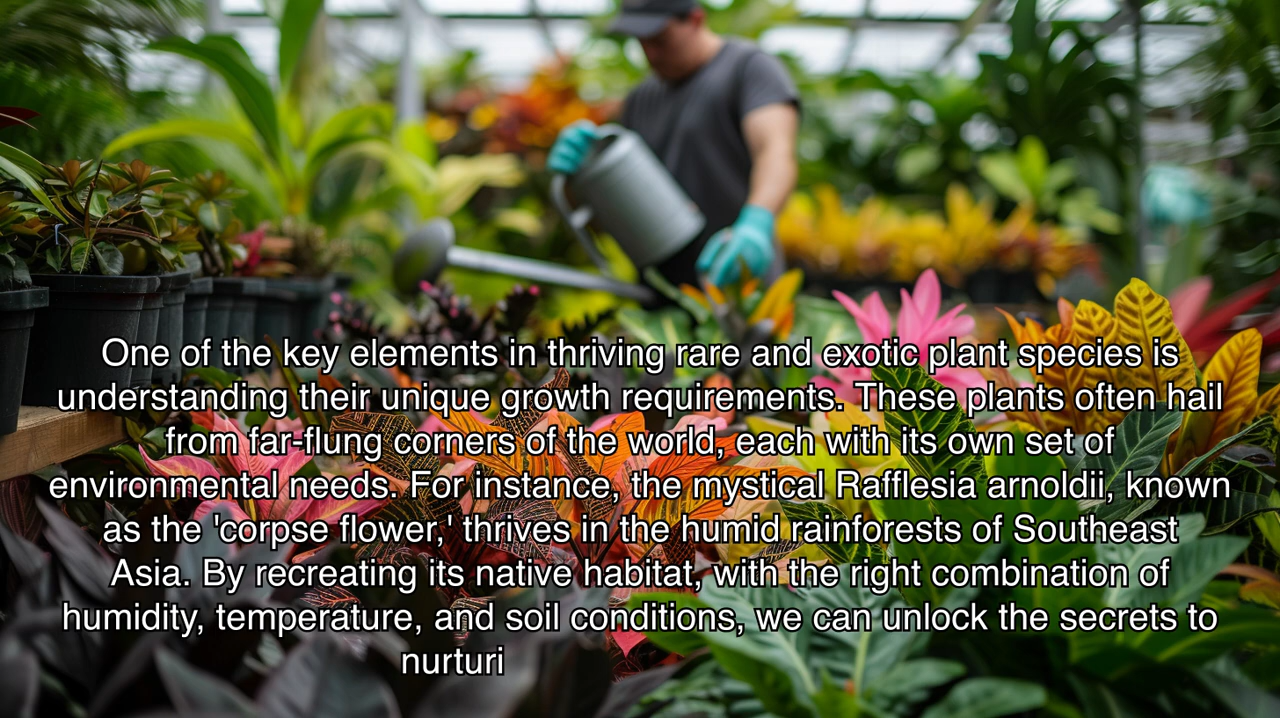 One of the key elements in thriving rare and exotic plant species is
understanding their unique growth requirements. These plants often hail
from far-flung corners of the world, each with its own set of
environmental needs. For instance, the mystical Rafflesia arnoldii, known
as the 'corpse flower,' thrives in the humid rainforests of Southeast
Asia. By recreating its native habitat, with the right combination of
humidity, temperature, and soil conditions, we can unlock the secrets to
nurturi